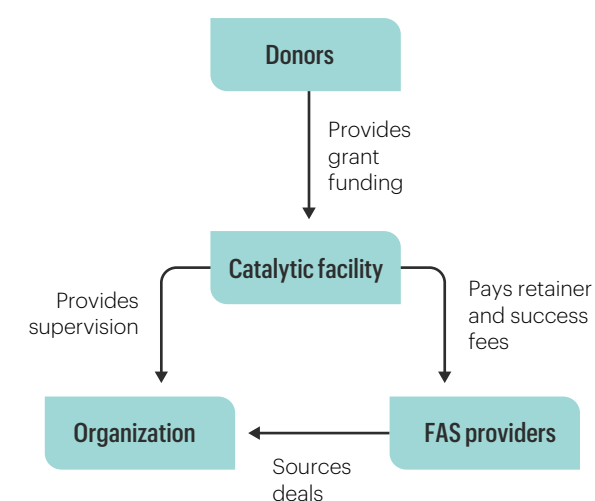 Donors
Provides
grant
funding
Catalytic facility
Provides
supervision
Pays retainer
and success
fees
Organization
FAS providers
Sources
deals